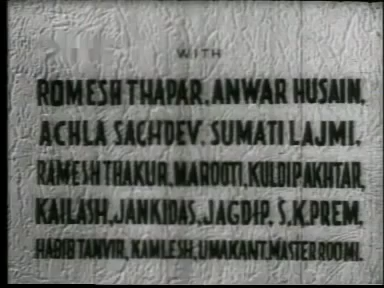 WITH
ROMESH THAPAR, ANWAR HUSAIN,
ACHLA SACHDEV, SUMATI LAJMI,
RAMESH THAKUR, MAROOTI, KULDIP AKHTAR,
KAILASH, JANKIDAS, JAGDIP, S.K.PREM,
HABIB TANVIR, KAMLESH, UMAKANT, MASTER ROOMI.